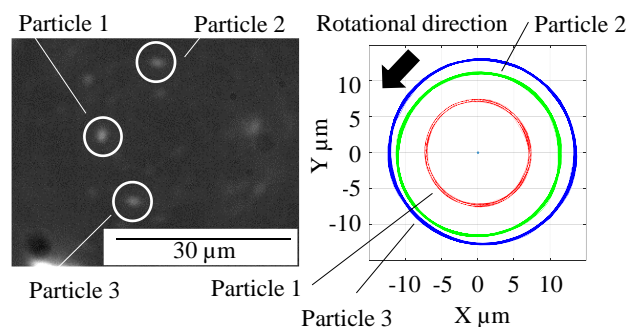 Particle 1
Particle 2
Particle 3
30 µm
Rotational direction
Particle 2
10
5
0
-5
-10
Y µm
-10
-5
0
5
10
X µm
Particle 1
Particle 3